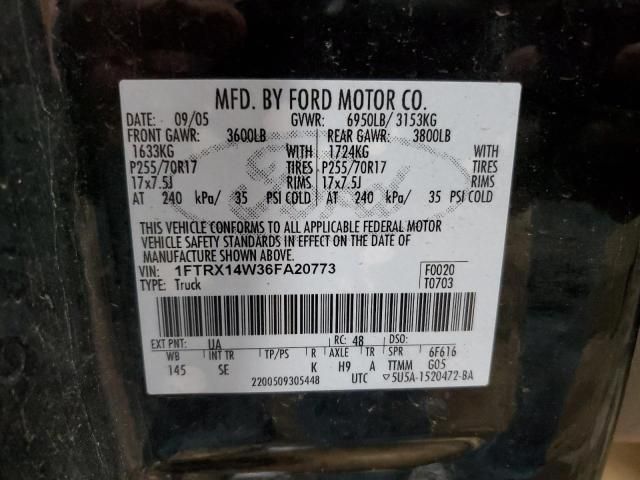 MFD. BY FORD MOTOR CO.
DATE: 09/05 GVWR: 6950LB/ 3153KG
FRONT GAWR: 3600LB REAR GAWR: 3800LB
1633KG WITH 1724KG WITH
P255/70R17 TIRES P255/70R17 TIRES
17x7.5J RIMS 17x7.5J RIMS
AT 240 kPa/ 35 PSI COLD AT 240 kPa/ 35 PSI COLD
THIS VEHICLE CONFORMS TO ALL APPLICABLE FEDERAL MOTOR
VEHICLE SAFETY STANDARDS IN EFFECT ON THE DATE OF
MANUFACTURE SHOWN ABOVE.
VIN: 1FTRX14W36FA20773 F0020
TYPE: Truck T0703
EXT PNT: UA RC: 48 DSO:
WB INT TR TP/PS R AXLE TR SPR 6F616
145 SE K H9 A TTMM G05
2200509305448 UTC ▽5U5A-1520472-BA
Ford